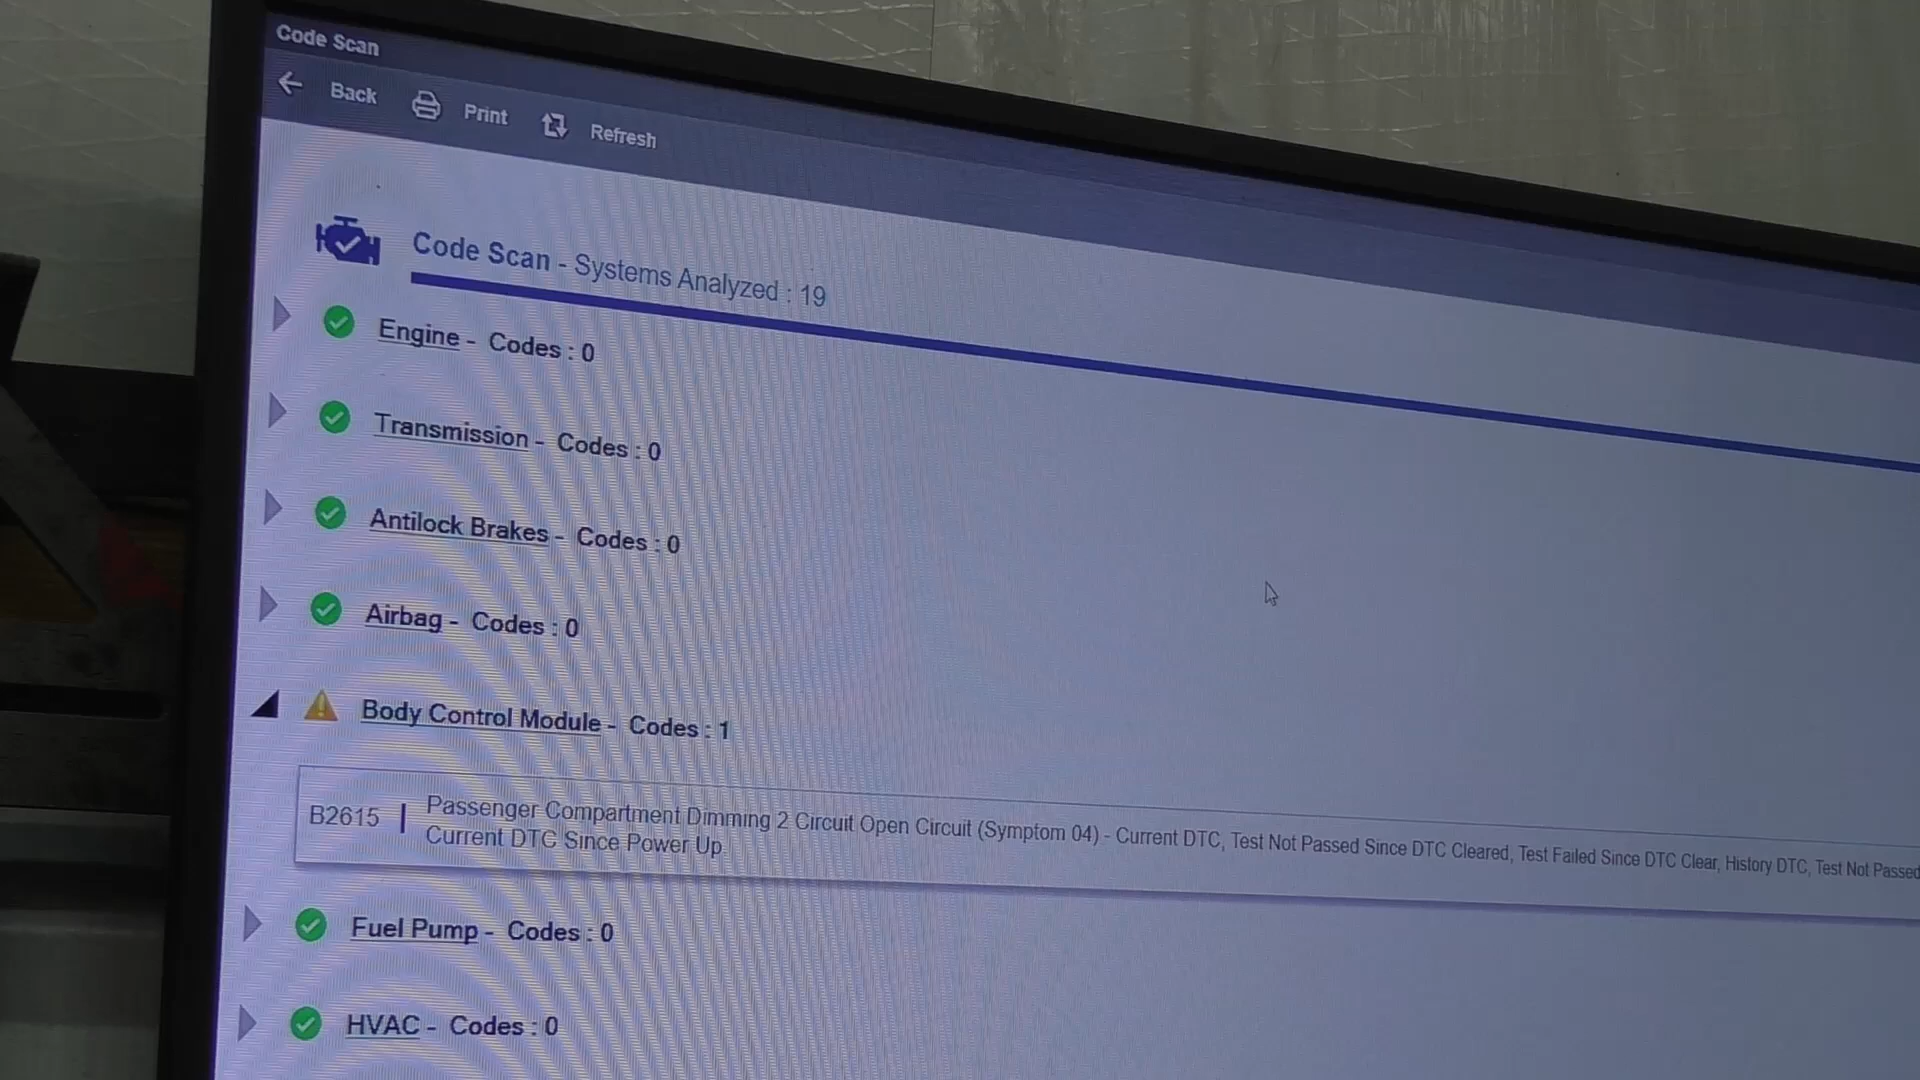 Code Scan
Back Print Refresh
Code Scan - Systems Analyzed : 19
Engine - Codes : 0
Transmission - Codes : 0
Antilock Brakes - Codes : 0
Airbag - Codes : 0
Body Control Module - Codes : 1
B2615 | Passenger Compartment Dimming 2 Circuit Open Circuit (Symptom 04) - Current DTC, Test Not Passed Since DTC Cleared, Test Failed Since DTC Clear, History DTC, Test Not Passed
Current DTC Since Power Up
Fuel Pump - Codes : 0
HVAC - Codes : 0